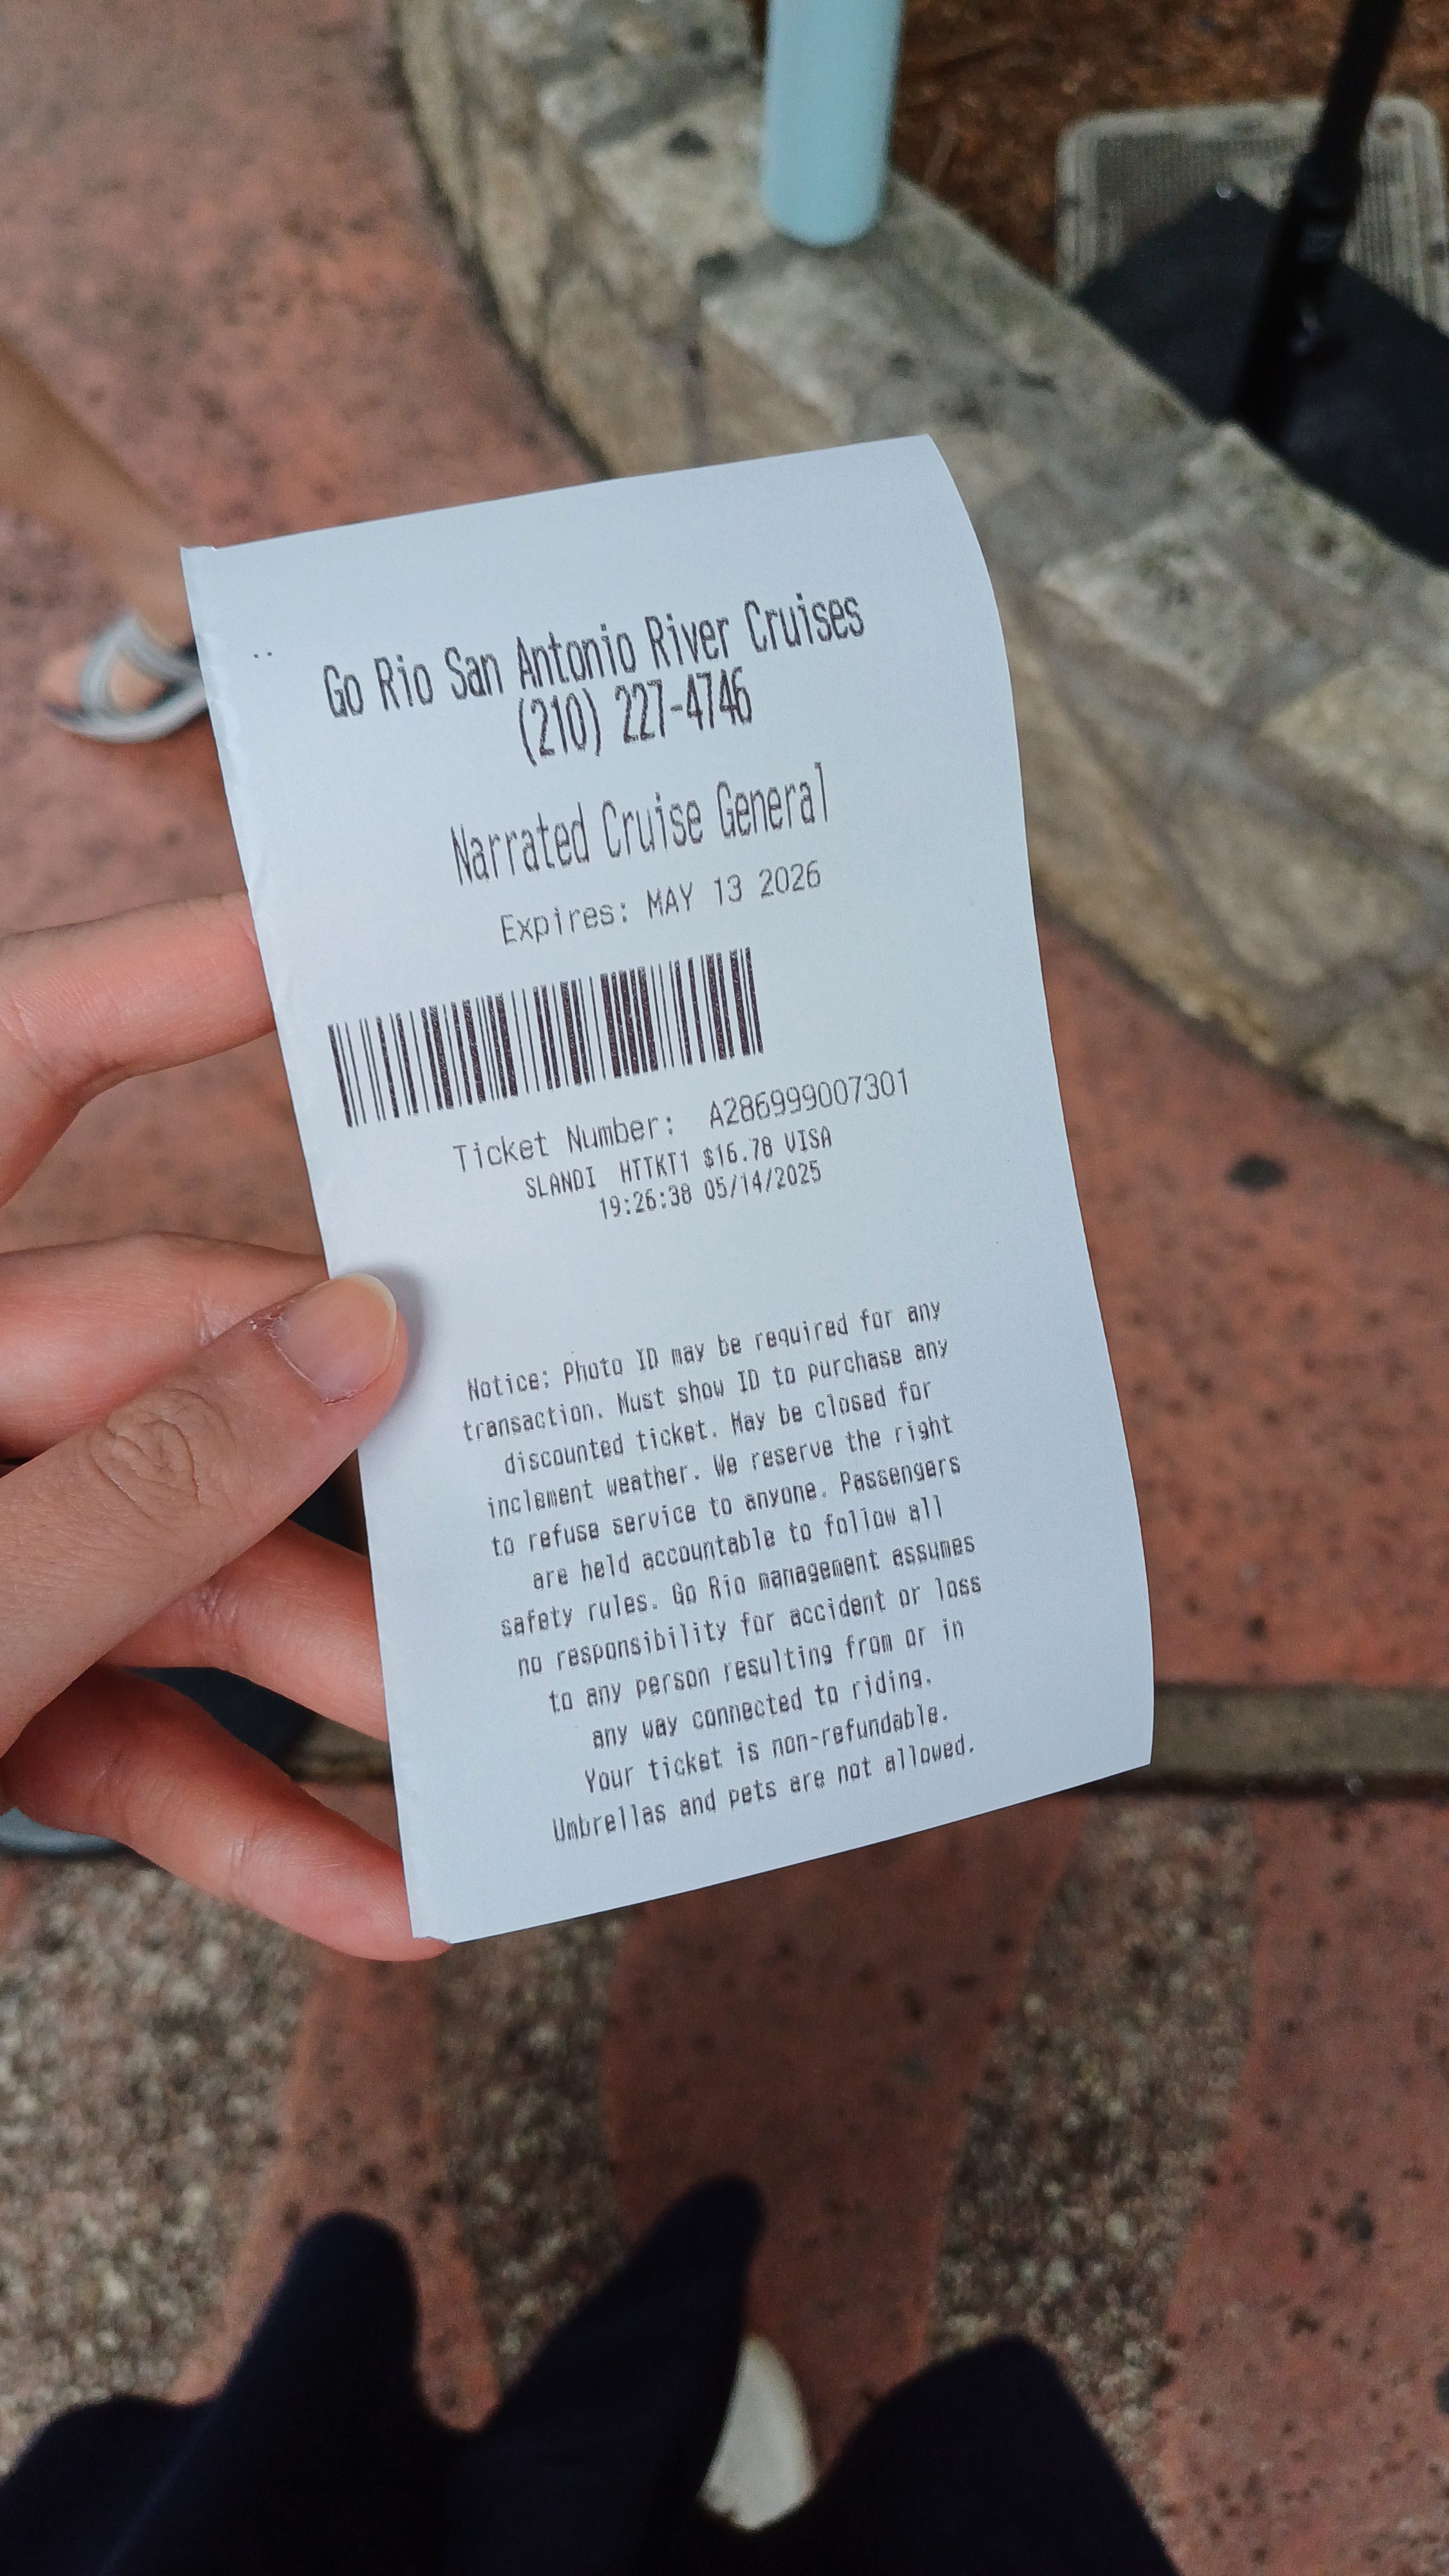 Go Rio San Antonio River Cruises
(210) 227-4746
Narrated Cruise General
Expires: MAY 13 2026
Ticket Number: A286999007301
SLANDI HTTKT1 $16.78 VISA
19:26:38 05/14/2025
Notice: Photo ID may be required for any
transaction. Must show ID to purchase any
discounted ticket. May be closed for
inclement weather. We reserve the right
to refuse service to anyone. Passengers
are held accountable to follow all
safety rules. Go Rio management assumes
no responsibility for accident or loss
to any person resulting from or in
any way connected to riding.
Your ticket is non-refundable.
Umbrellas and pets are not allowed.